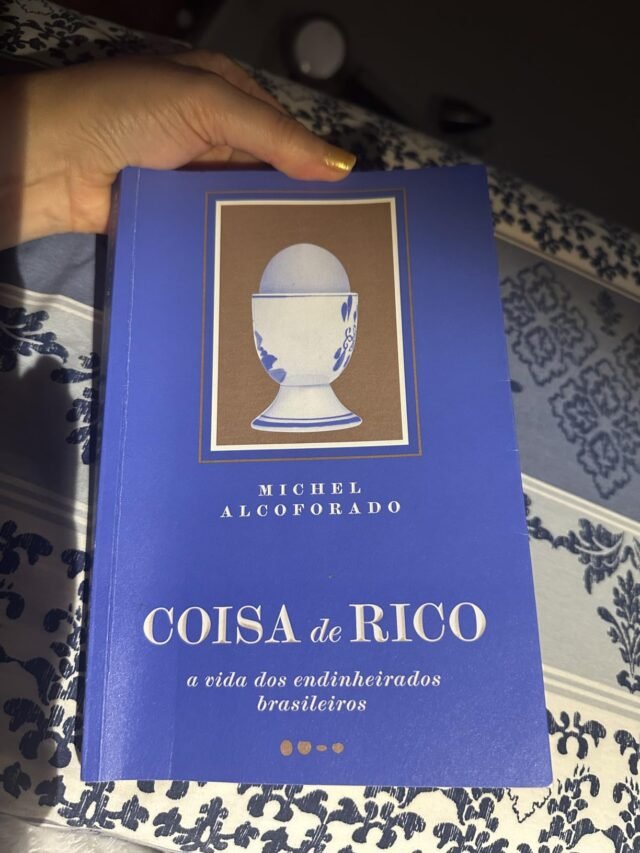 MICHEL
ALCOFORADO
COISA de RICO
a vida dos endinheirados
brasileiros